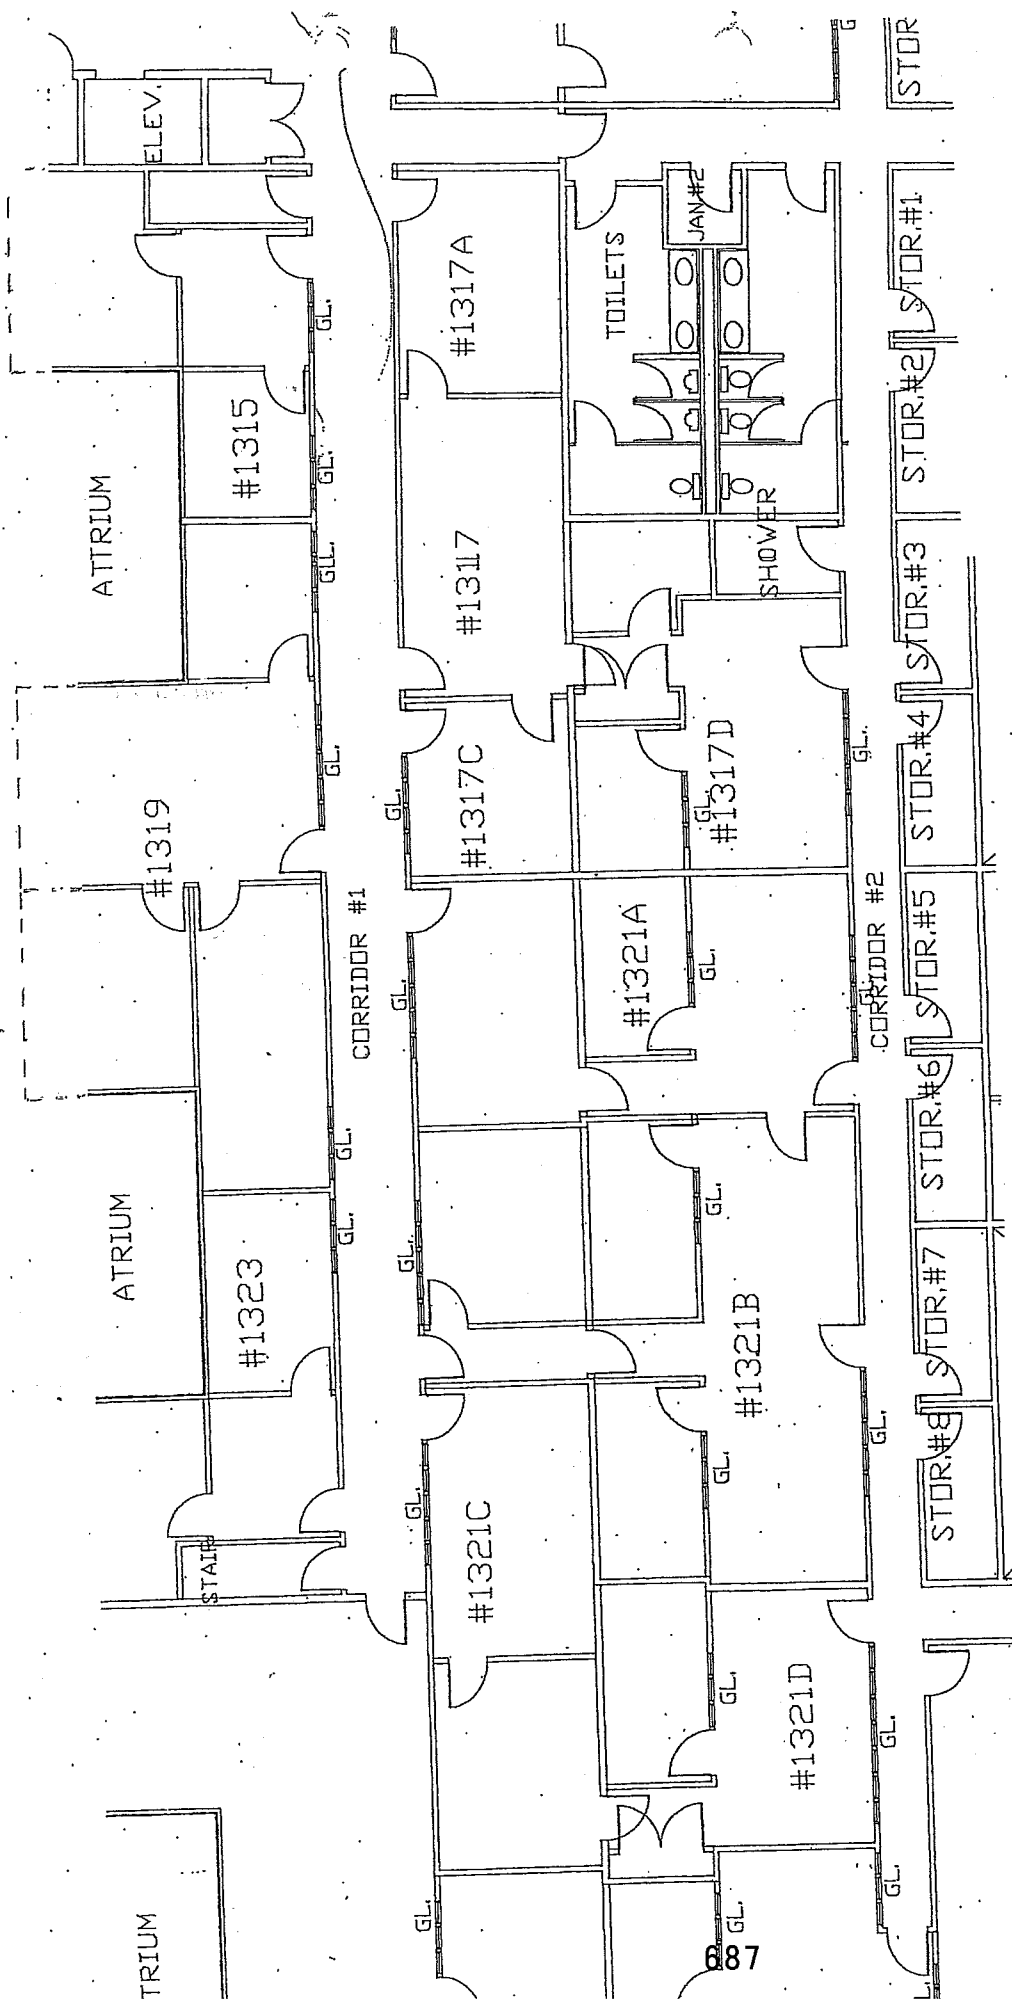 GL.
STOR
ELEV.
JAN.#2
STOR.#1
#1317A
TOILETS
GL.
STOR.#2
#1315
GL.
ATTRIUM
#1317
SHOWER
GLL.
STOR.#3
GL.
GL.
#1317C
GL.
#1317D
GL.
STOR.#4
#1319
CORRIDOR #1
GL.
#1321A
GL.
GL.
CORRIDOR #2
STOR.#5
STOR.#6
GL.
GL.
ATRIUM
GL.
GL.
#1323
#1321B
STOR.#7
GL.
GL.
GL.
STOR.#8
STAIR
#1321C
GL.
#1321D
GL.
GL.
GL.
GL.
TRIUM
687
L.